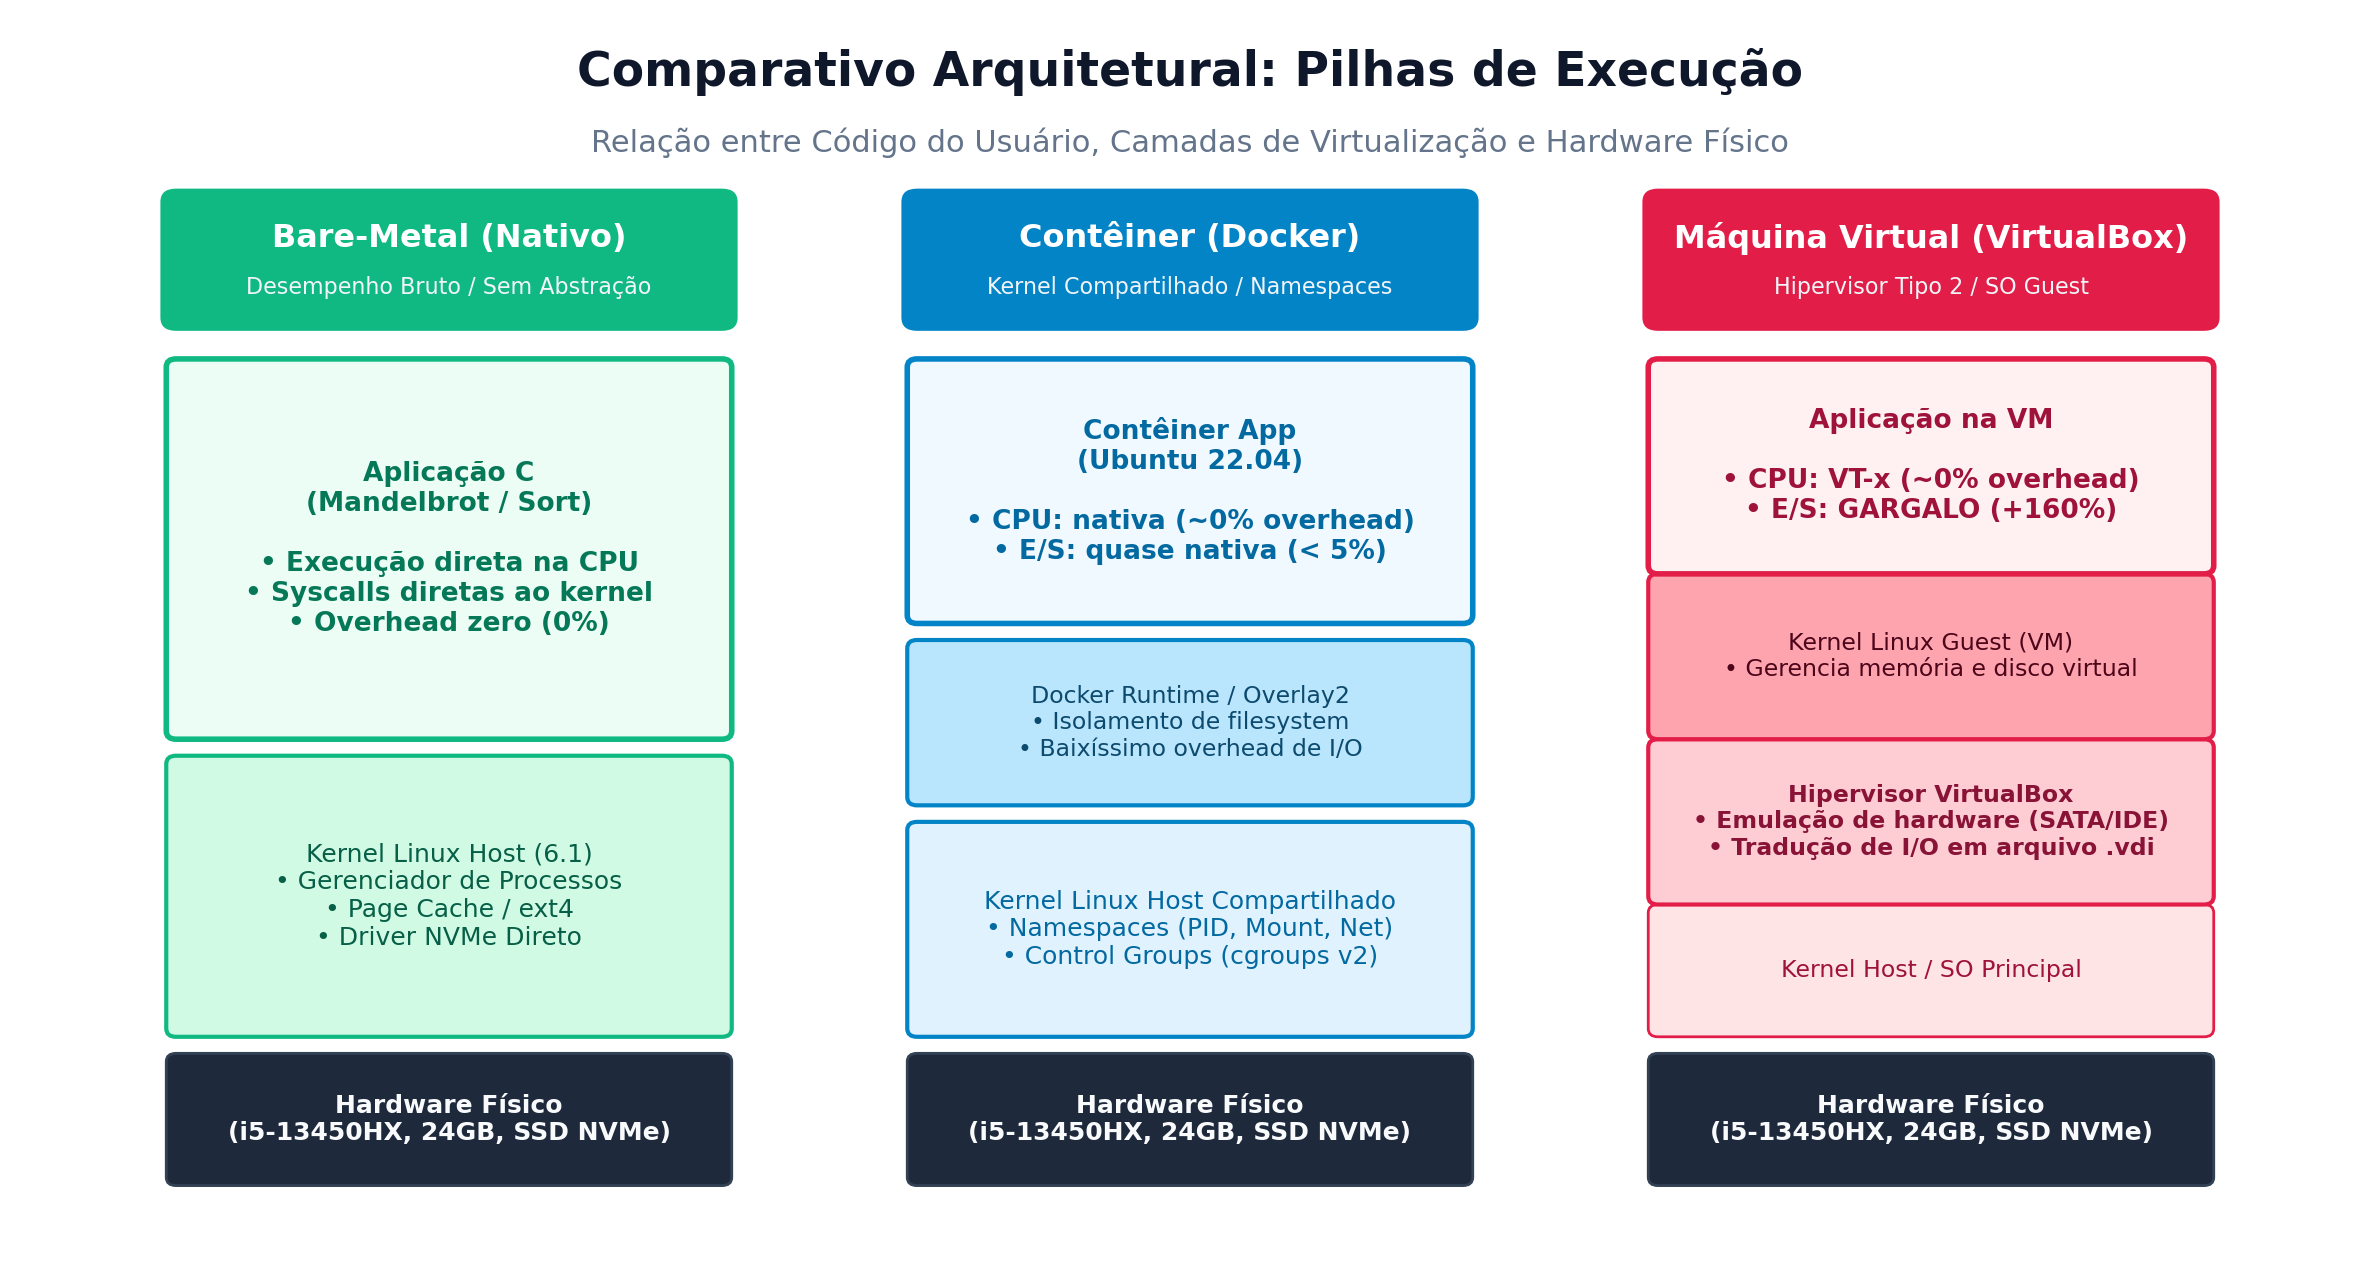 Comparativo Arquitetural: Pilhas de Execução
Relação entre Código do Usuário, Camadas de Virtualização e Hardware Físico
Bare-Metal (Nativo)
Desempenho Bruto / Sem Abstração
Aplicação C
(Mandelbrot / Sort)
• Execução direta na CPU
• Syscalls diretas ao kernel
• Overhead zero (0%)
Kernel Linux Host (6.1)
• Gerenciador de Processos
• Page Cache / ext4
• Driver NVMe Direto
Hardware Físico
(i5-13450HX, 24GB, SSD NVMe)
Contêiner (Docker)
Kernel Compartilhado / Namespaces
Contêiner App
(Ubuntu 22.04)
• CPU: nativa (~0% overhead)
• E/S: quase nativa (< 5%)
Docker Runtime / Overlay2
• Isolamento de filesystem
• Baixíssimo overhead de I/O
Kernel Linux Host Compartilhado
• Namespaces (PID, Mount, Net)
• Control Groups (cgroups v2)
Hardware Físico
(i5-13450HX, 24GB, SSD NVMe)
Máquina Virtual (VirtualBox)
Hipervisor Tipo 2 / SO Guest
Aplicação na VM
• CPU: VT-x (~0% overhead)
• E/S: GARGALO (+160%)
Kernel Linux Guest (VM)
• Gerencia memória e disco virtual
Hipervisor VirtualBox
• Emulação de hardware (SATA/IDE)
• Tradução de I/O em arquivo .vdi
Kernel Host / SO Principal
Hardware Físico
(i5-13450HX, 24GB, SSD NVMe)